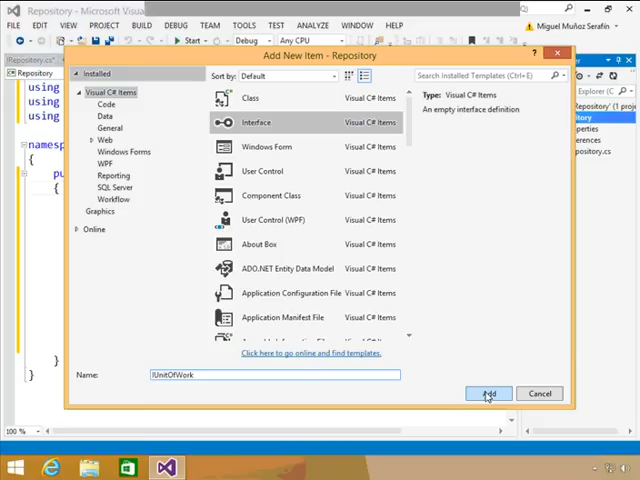 Repository - Microsoft Visual
Miguel Muñoz Serafín
FILE EDIT VIEW PROJECT BUILD DEBUG TEAM TOOLS TEST ANALYZE WINDOW HELP
Start Debug Any CPU
Add New Item - Repository
IRepository.cs*
Repository
Installed
Sort by: Default
Search Installed Templates (Ctrl+E)
Visual C# Items
Code
Data
General
Web
Windows Forms
WPF
Reporting
SQL Server
Workflow
Graphics
Online
Class Visual C# Items
Interface Visual C# Items
Windows Form Visual C# Items
User Control Visual C# Items
Component Class Visual C# Items
User Control (WPF) Visual C# Items
About Box Visual C# Items
ADO.NET Entity Data Model Visual C# Items
Application Configuration File Visual C# Items
Application Manifest File Visual C# Items
Click here to go online and find templates.
Type: Visual C# Items
An empty interface definition
using
using
using
namesp
{
pu
{
}
}
Explorer (C
Repository' (1 proje
tory
perties
erences
pository.cs
Name: IUnitOfWork
Add Cancel
100 %